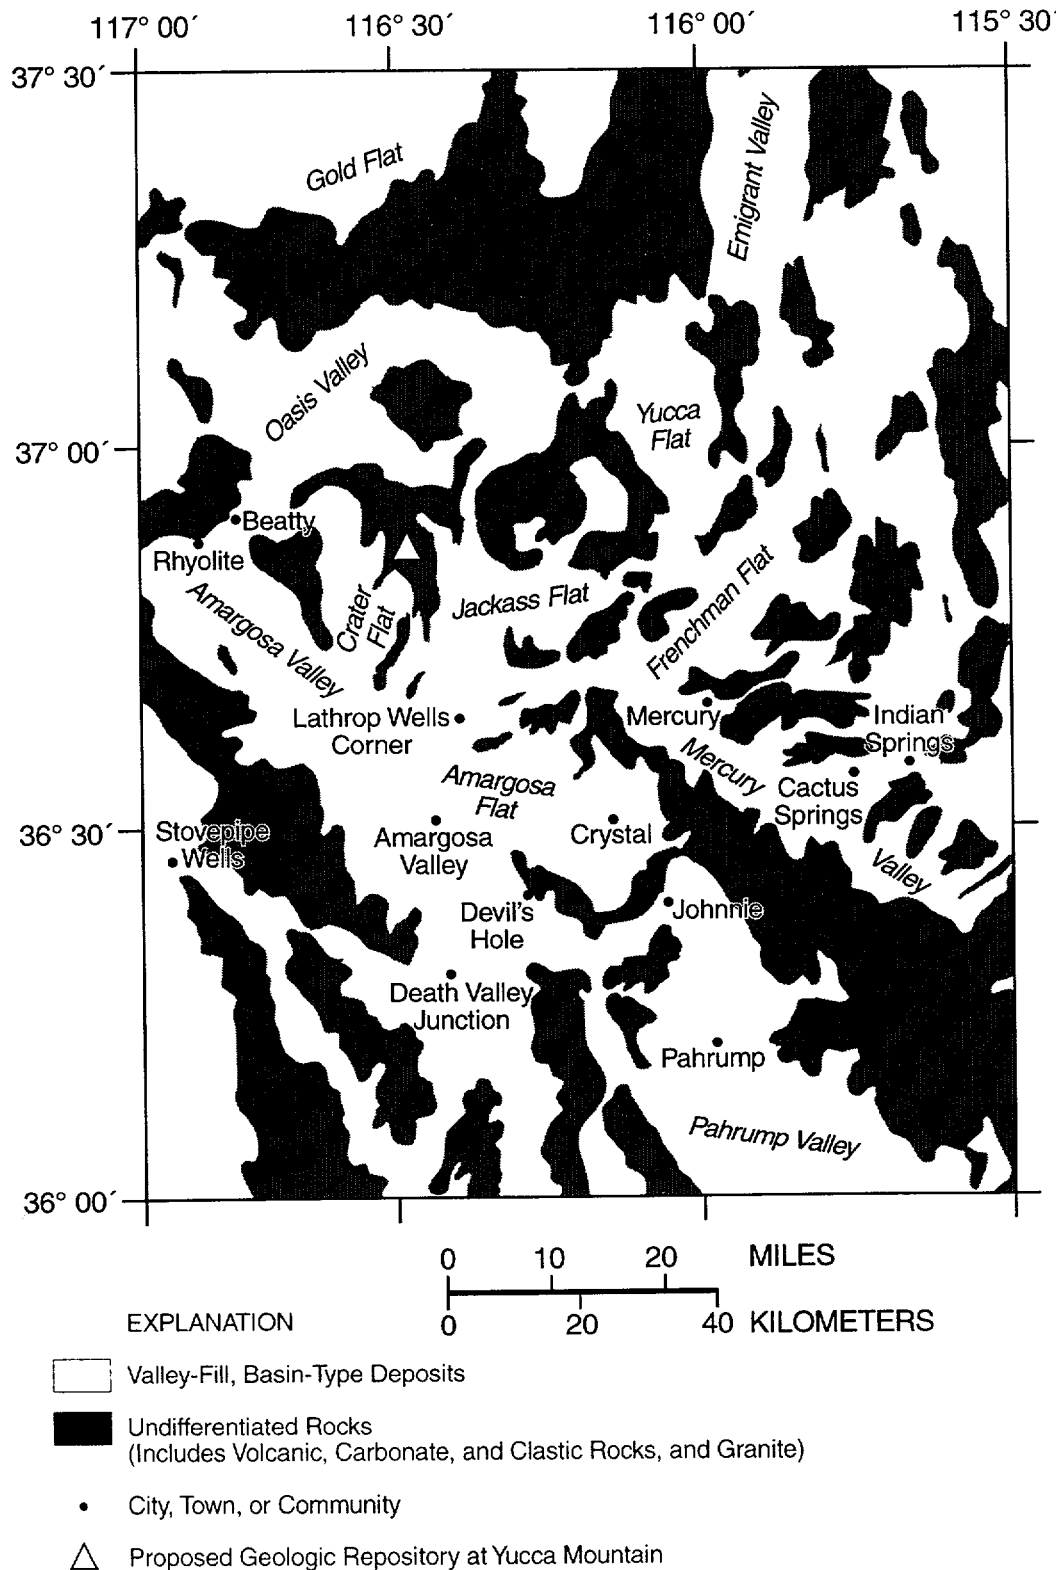 117° 00´ 116° 30´ 116° 00´ 115° 30´
37° 30´
Gold Flat
Emigrant Valley
Oasis Valley
Yucca
Flat
37° 00´
Beatty
Rhyolite
Amargosa Valley
Crater
Flat
Jackass Flat
Frenchman Flat
Lathrop Wells
Corner
Mercury
Indian
Springs
Mercury
Valley
Cactus
Springs
Amargosa
Flat
36° 30´
Stovepipe
Wells
Amargosa
Valley
Crystal
Devil's
Hole
Johnnie
Death Valley
Junction
Pahrump
Pahrump Valley
36° 00´
0 10 20 MILES
0 20 40 KILOMETERS
EXPLANATION
Valley-Fill, Basin-Type Deposits
Undifferentiated Rocks
(Includes Volcanic, Carbonate, and Clastic Rocks, and Granite)
City, Town, or Community
Proposed Geologic Repository at Yucca Mountain